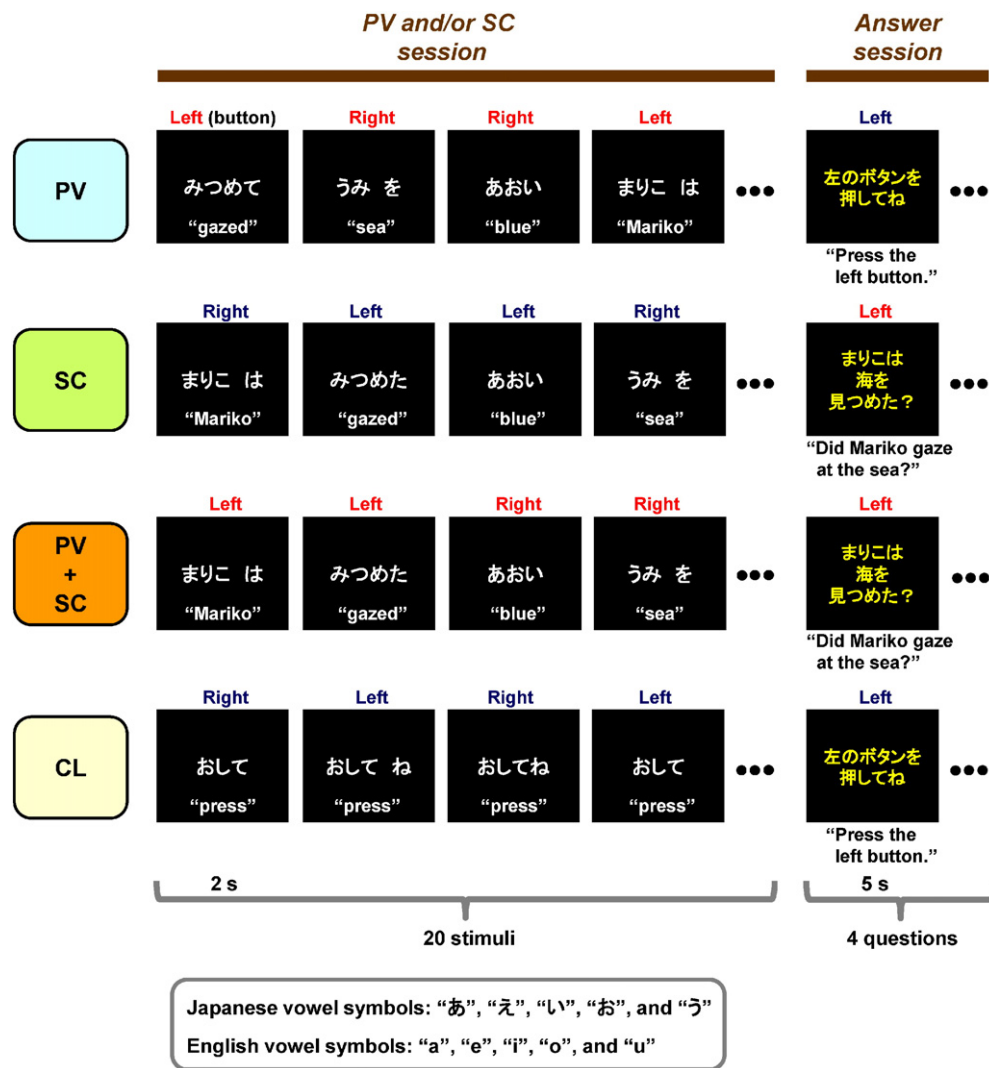 PV and/or SC
session
Answer
session
Left (button) Right Right Left Left
PV
みつめて うみ を あおい まりこ は ●●● 左のボタンを ●●●
押してね
“gazed” “sea” “blue” “Mariko”
“Press the
left button.”
Right Left Left Right Left
SC
まりこ は みつめた あおい うみ を ●●● まりこは ●●●
海を
見つめた？
“Mariko” “gazed” “blue” “sea”
“Did Mariko gaze
at the sea?”
Left Left Right Right Left
PV
+
SC
まりこ は みつめた あおい うみ を ●●● まりこは ●●●
海を
見つめた？
“Mariko” “gazed” “blue” “sea”
“Did Mariko gaze
at the sea?”
Right Left Right Left Left
CL
おして おして ね おしてね おして ●●● 左のボタンを ●●●
押してね
“press” “press” “press” “press”
“Press the
left button.”
2 s 5 s
20 stimuli 4 questions
Japanese vowel symbols: “あ”, “え”, “い”, “お”, and “う”
English vowel symbols: “a”, “e”, “i”, “o”, and “u”